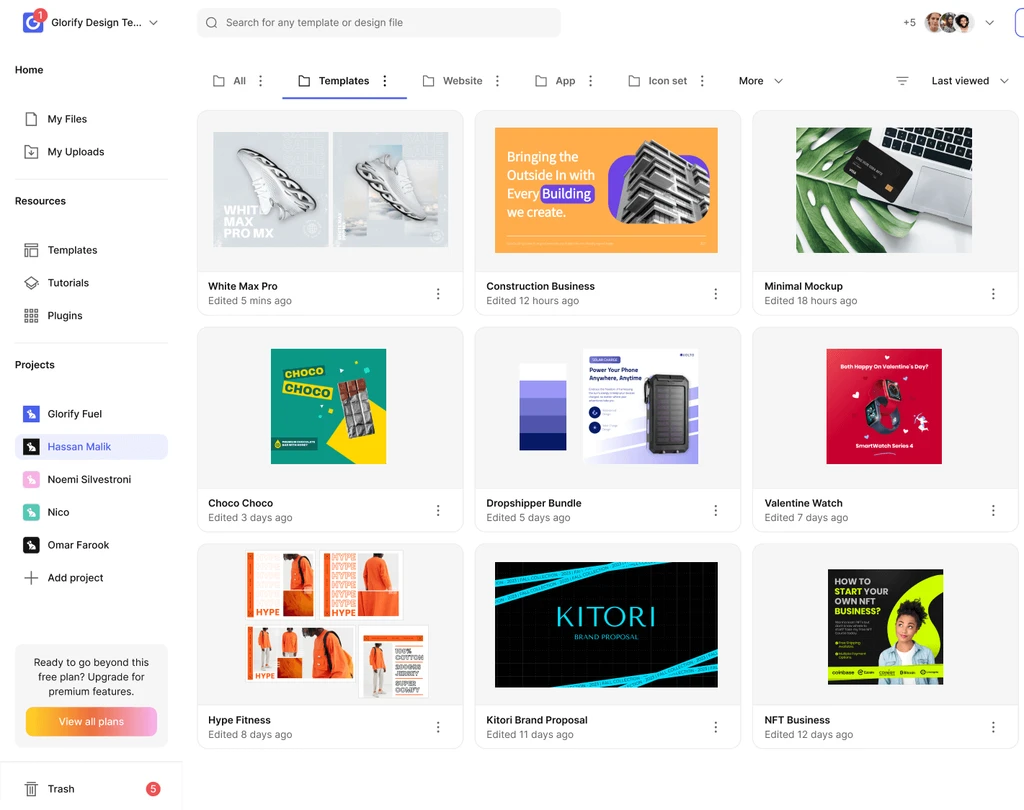 1
Glorify Design Te...
Search for any template or design file
+5
Home
My Files
My Uploads
Resources
Templates
Tutorials
Plugins
Projects
Glorify Fuel
Hassan Malik
Noemi Silvestroni
Nico
Omar Farook
Add project
Ready to go beyond this
free plan? Upgrade for
premium features.
View all plans
Trash
5
All
Templates
Website
App
Icon set
More
Last viewed
WHITE
MAX
PRO MX
White Max Pro
Edited 5 mins ago
Bringing the
Outside In with
Every Building
we create.
Construction Business
Edited 12 hours ago
VISA
Minimal Mockup
Edited 18 hours ago
CHOCO
CHOCO
Choco Choco
Edited 3 days ago
Power Your Phone
Anywhere, Anytime
Dropshipper Bundle
Edited 5 days ago
Both Happy On Valentine's Day?
SmartWatch Series 4
Valentine Watch
Edited 7 days ago
HYPE
HYPE
HYPE
HYPE
HYPE
HYPE
HYPE
HYPE
100%
COTTON
200GRS
JERSEY
SUPER
COMFY
Hype Fitness
Edited 8 days ago
KITORI
BRAND PROPOSAL
Kitori Brand Proposal
Edited 11 days ago
HOW TO
START YOUR
OWN NFT
BUSINESS?
coinbase
NFT Business
Edited 12 days ago